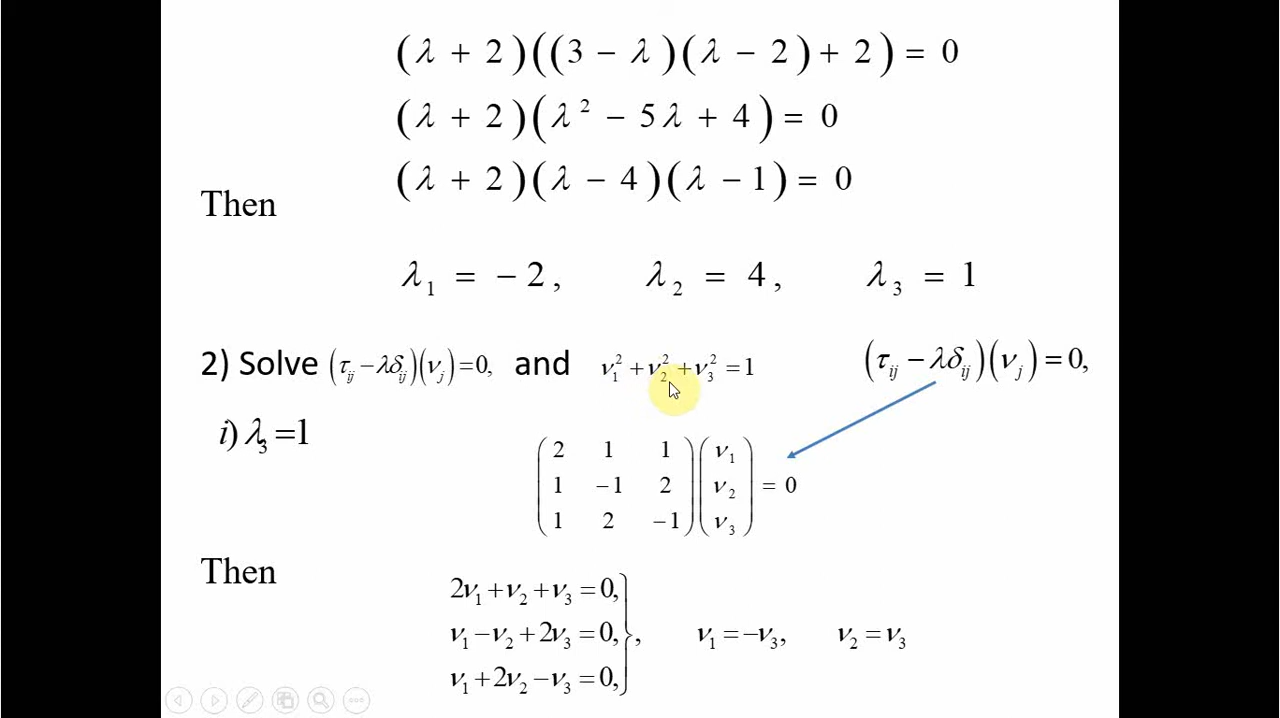 (λ + 2)((3 − λ)(λ − 2) + 2) = 0
(λ + 2)(λ² − 5λ + 4) = 0
(λ + 2)(λ − 4)(λ − 1) = 0
Then
λ₁ = −2, λ₂ = 4, λ₃ = 1
2) Solve (τᵢⱼ − λδᵢⱼ)(νⱼ) = 0, and ν₁² + ν₂² + ν₃² = 1 (τᵢⱼ − λδᵢⱼ)(νⱼ) = 0,
i) λ₃ = 1
( 2 1 1 ) ( ν₁ )
( 1 −1 2 ) ( ν₂ ) = 0
( 1 2 −1 ) ( ν₃ )
Then
2ν₁ + ν₂ + ν₃ = 0,
ν₁ − ν₂ + 2ν₃ = 0, }, ν₁ = −ν₃, ν₂ = ν₃
ν₁ + 2ν₂ − ν₃ = 0,